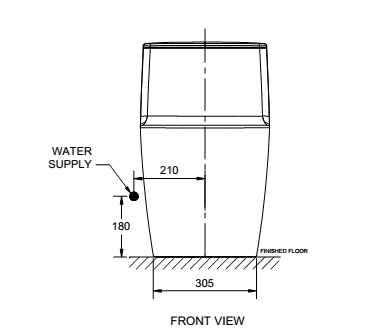 WATER
SUPPLY
210
180
FINISHED FLOOR
305
FRONT VIEW